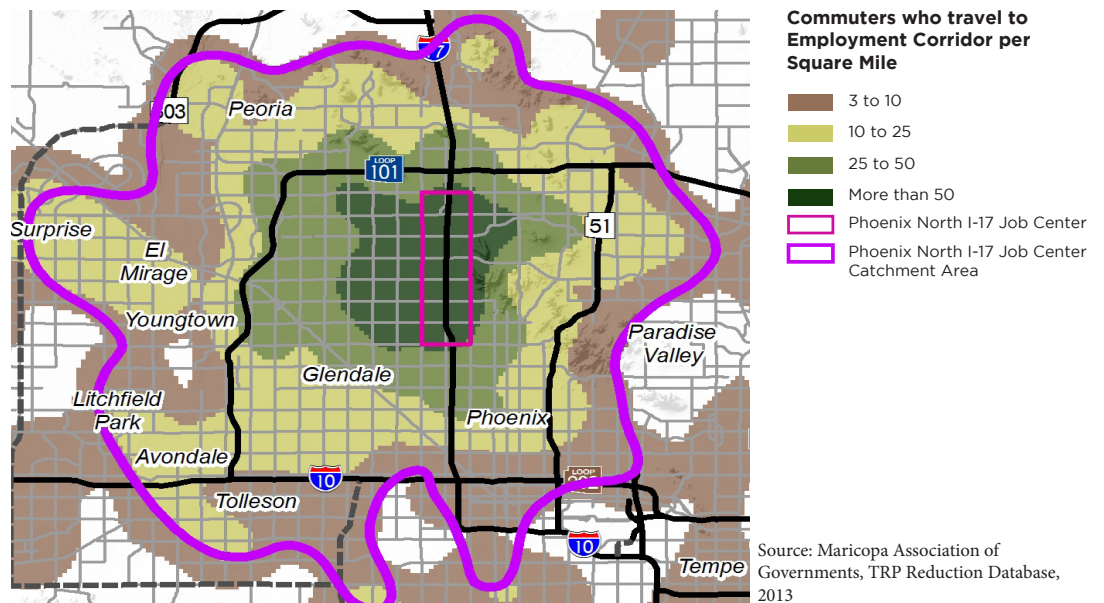 Commuters who travel to
Employment Corridor per
Square Mile
3 to 10
10 to 25
25 to 50
More than 50
Phoenix North I-17 Job Center
Phoenix North I-17 Job Center
Catchment Area
Source: Maricopa Association of
Governments, TRP Reduction Database,
2013
Peoria
LOOP
101
51
Surprise
El
Mirage
Youngtown
Paradise
Valley
Glendale
Litchfield
Park
Phoenix
Avondale
10
LOOP
Tolleson
10
Tempe